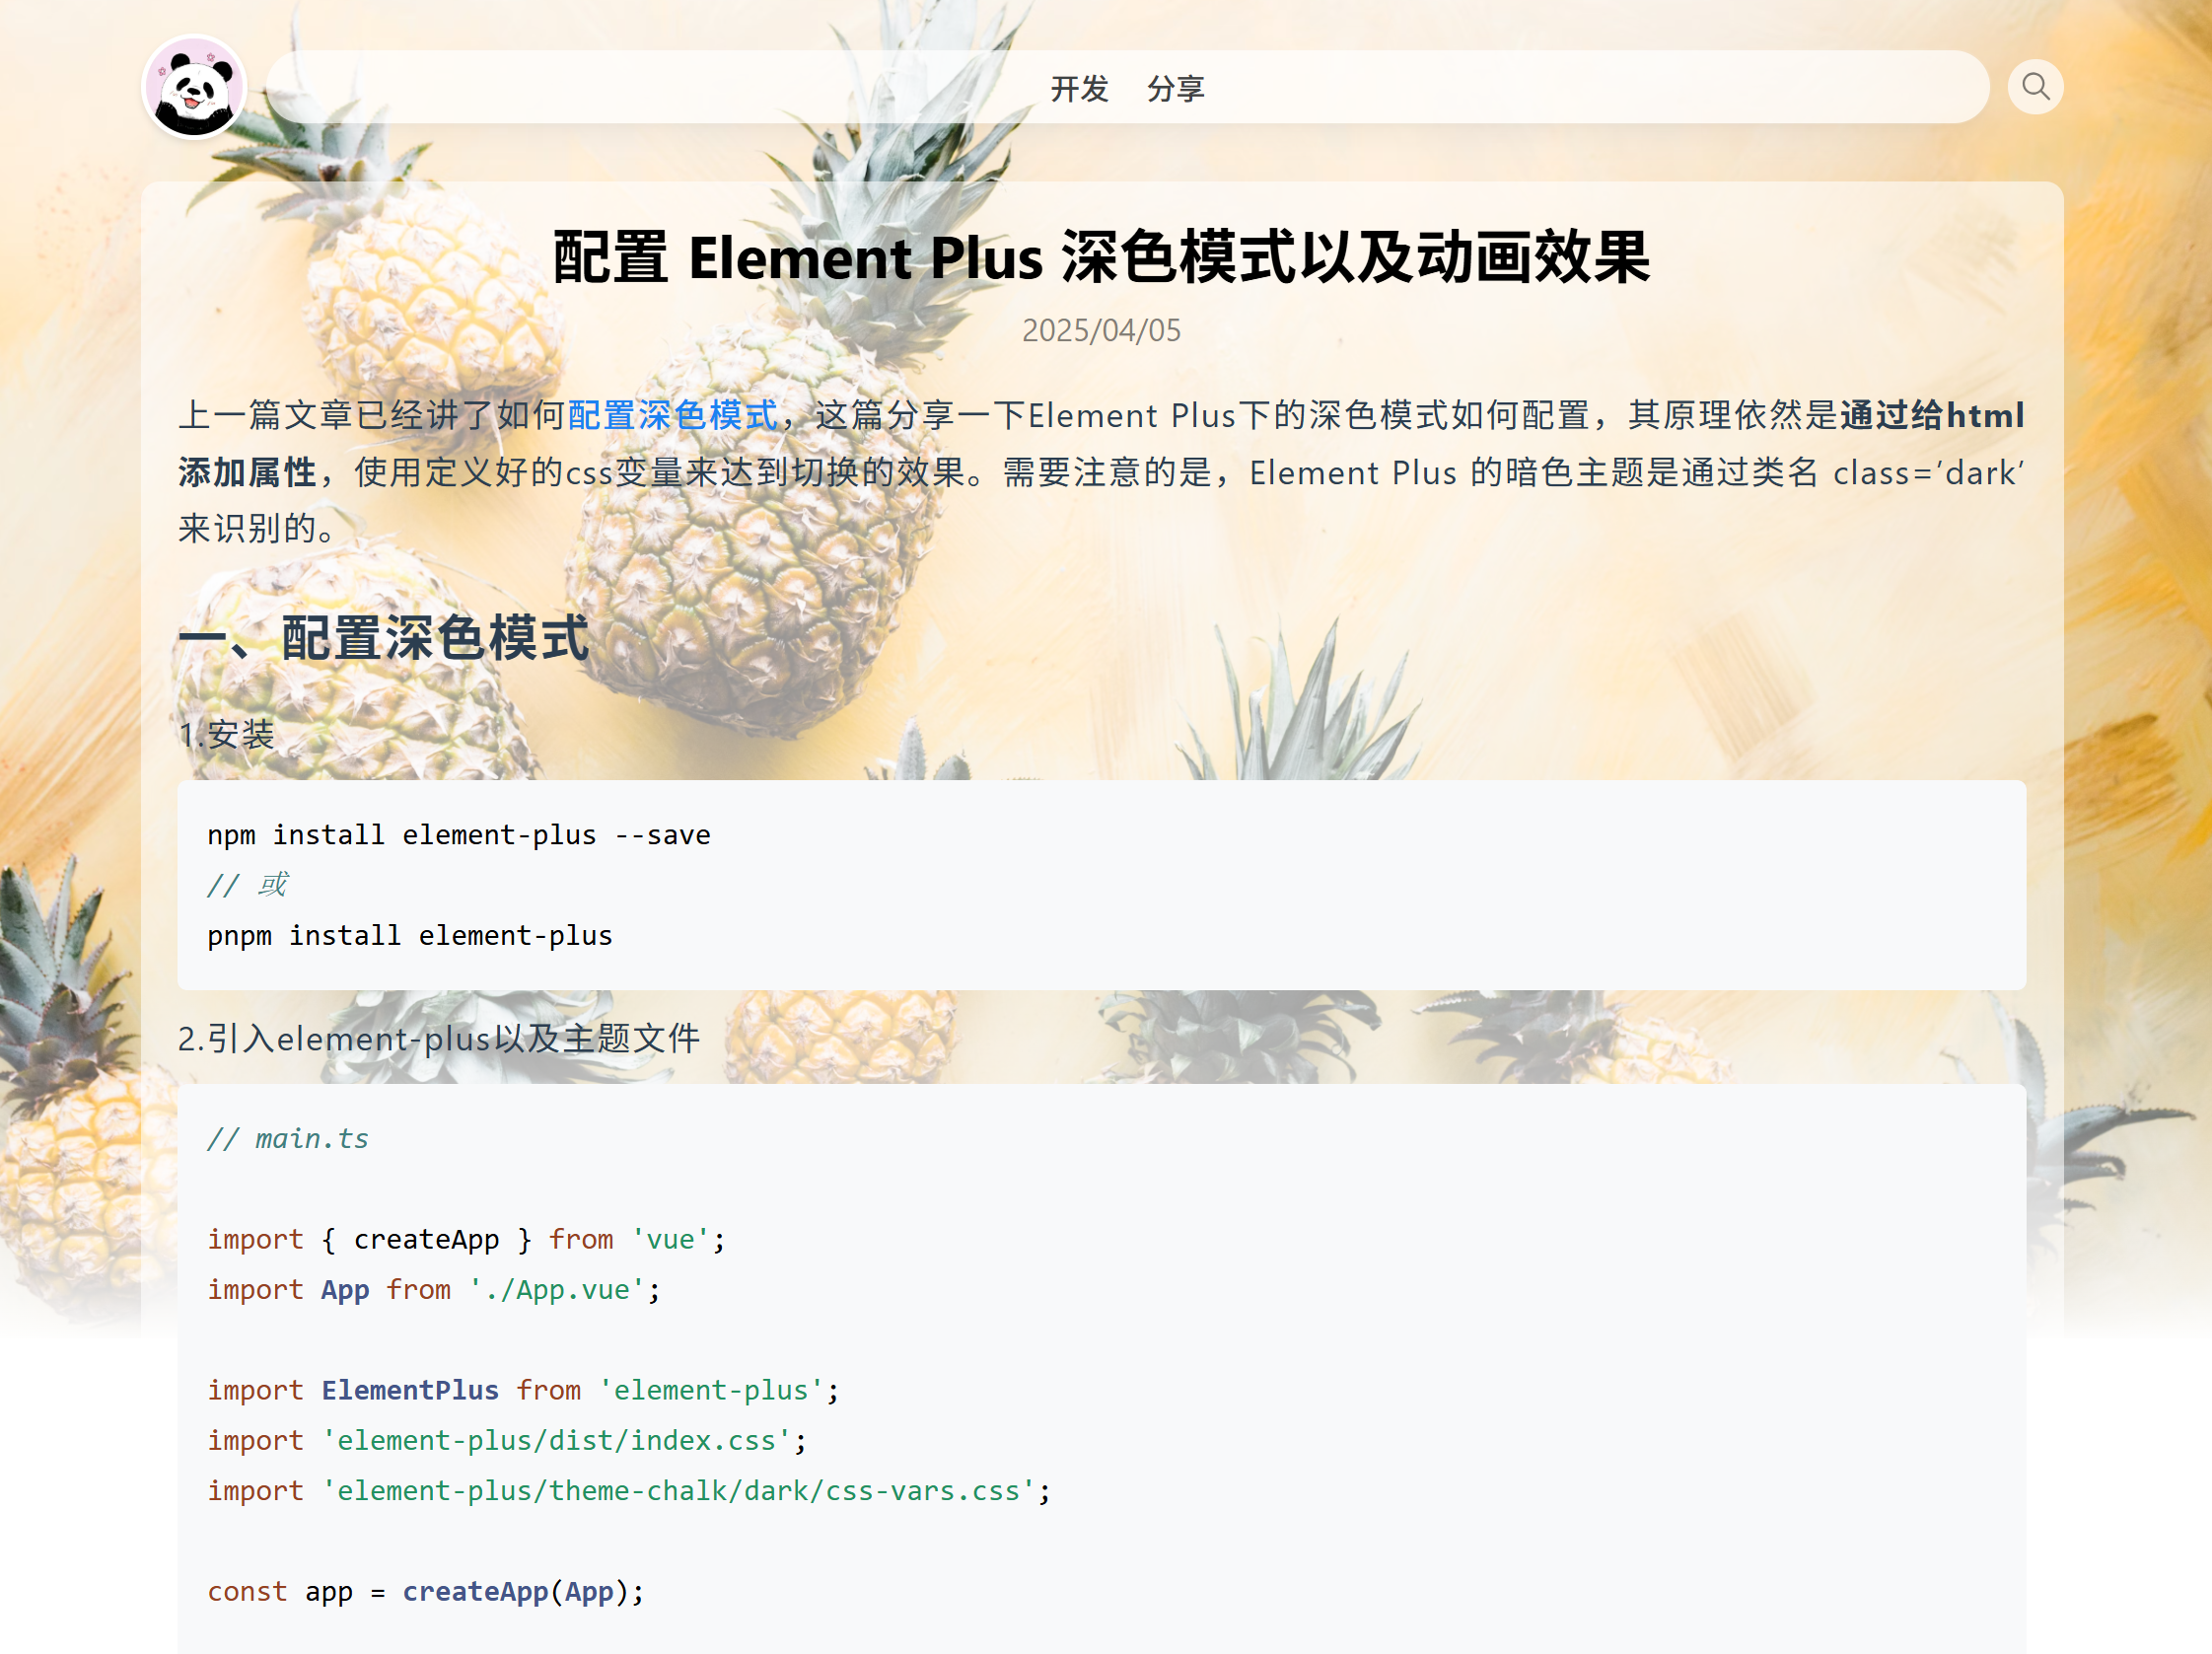 开发 分享
配置 Element Plus 深色模式以及动画效果
2025/04/05
上一篇文章已经讲了如何配置深色模式，这篇分享一下Element Plus下的深色模式如何配置，其原理依然是通过给html
添加属性，使用定义好的css变量来达到切换的效果。需要注意的是，Element Plus 的暗色主题是通过类名 class=’dark’
来识别的。
一、配置深色模式
1.安装
npm install element-plus --save
// 或
pnpm install element-plus
2.引入element-plus以及主题文件
// main.ts
import { createApp } from 'vue';
import App from './App.vue';
import ElementPlus from 'element-plus';
import 'element-plus/dist/index.css';
import 'element-plus/theme-chalk/dark/css-vars.css';
const app = createApp(App);